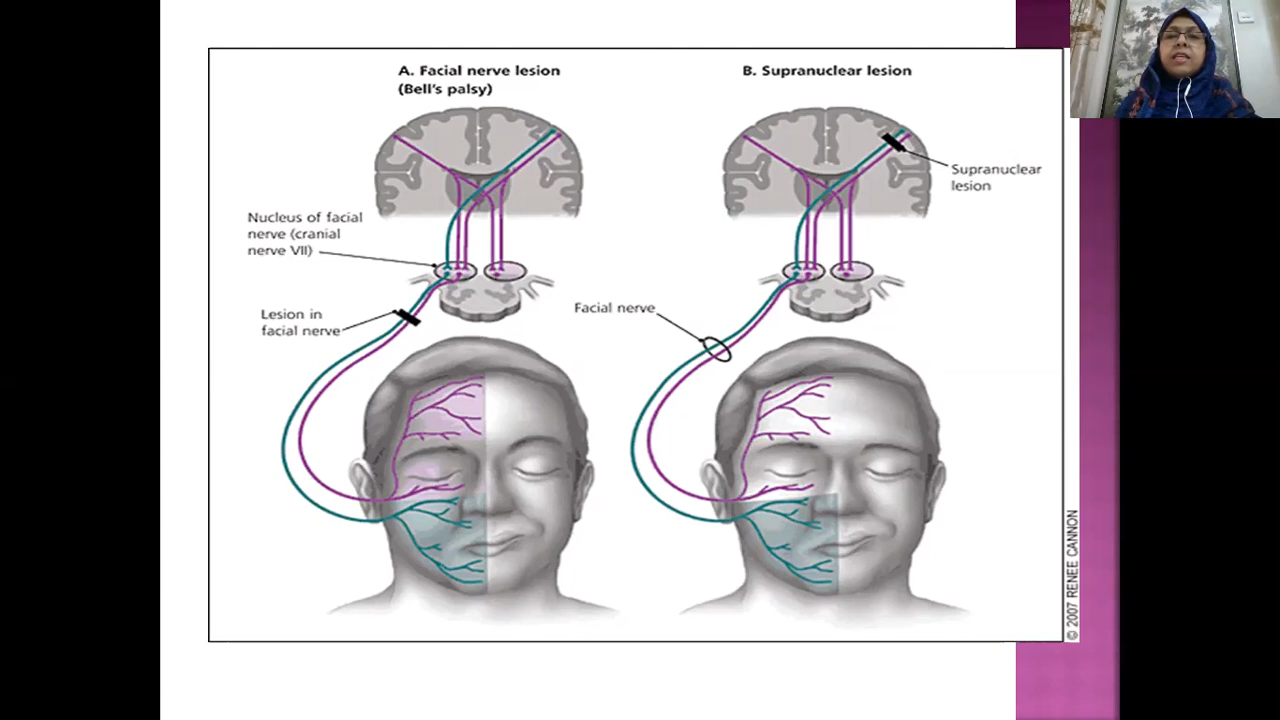 A. Facial nerve lesion
(Bell's palsy)
B. Supranuclear lesion
Supranuclear
lesion
Nucleus of facial
nerve (cranial
nerve VII)
Lesion in
facial nerve
Facial nerve
© 2007 RENEE CANNON